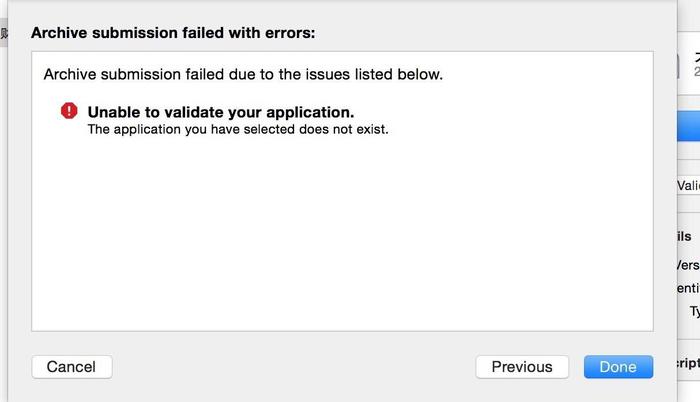 Archive submission failed with errors:
Archive submission failed due to the issues listed below.
Unable to validate your application.
The application you have selected does not exist.
Cancel
Previous
Done
Vali
ils
Vers
enti
Ty
cript